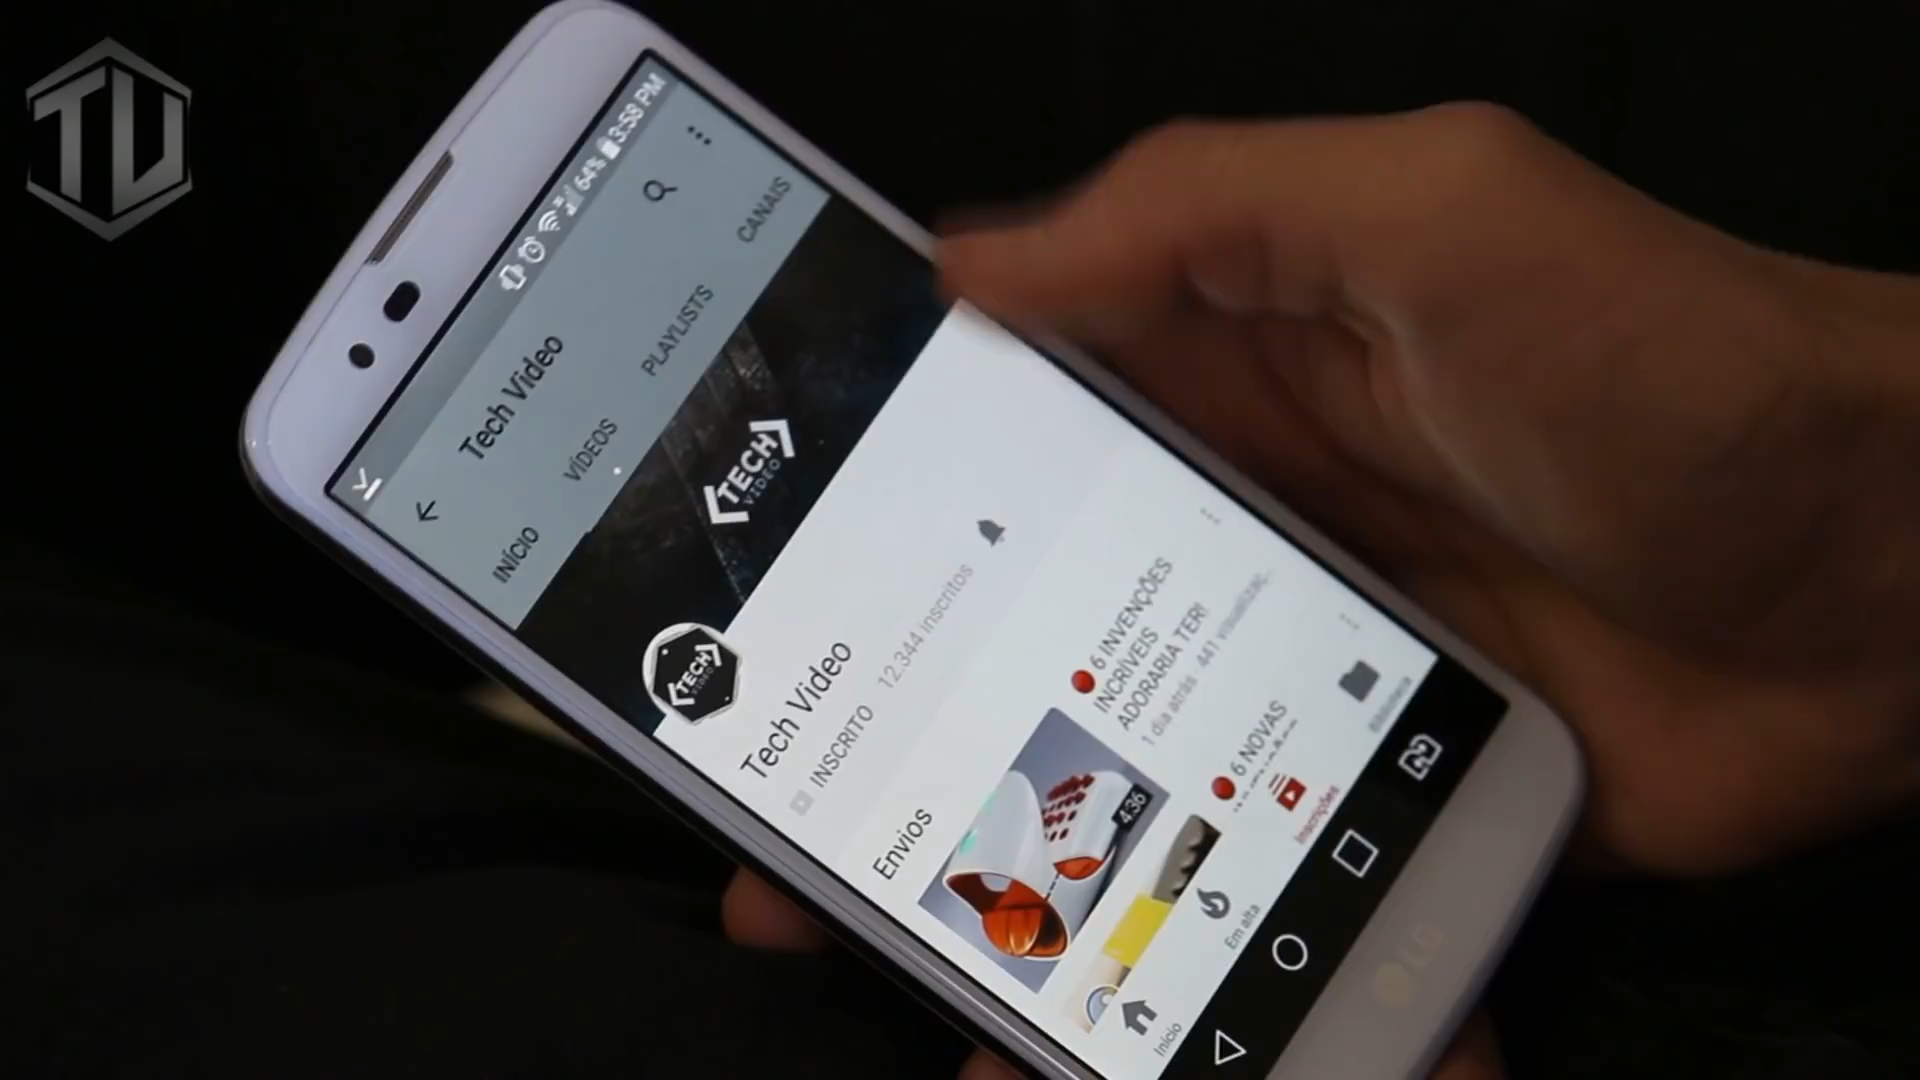 TU
64% 3:58 PM
Tech Video
INÍCIO
VÍDEOS
PLAYLISTS
CANAIS
TECH
VIDEO
TECH
VIDEO
Tech Video
INSCRITO 12.344 inscritos
Envios
6 INVENÇÕES
INCRÍVEIS
ADORARIA TER!
1 dia atrás · 441 visualizaç...
4:36
6 NOVAS
Início
Em alta
Inscrições
Biblioteca
LG